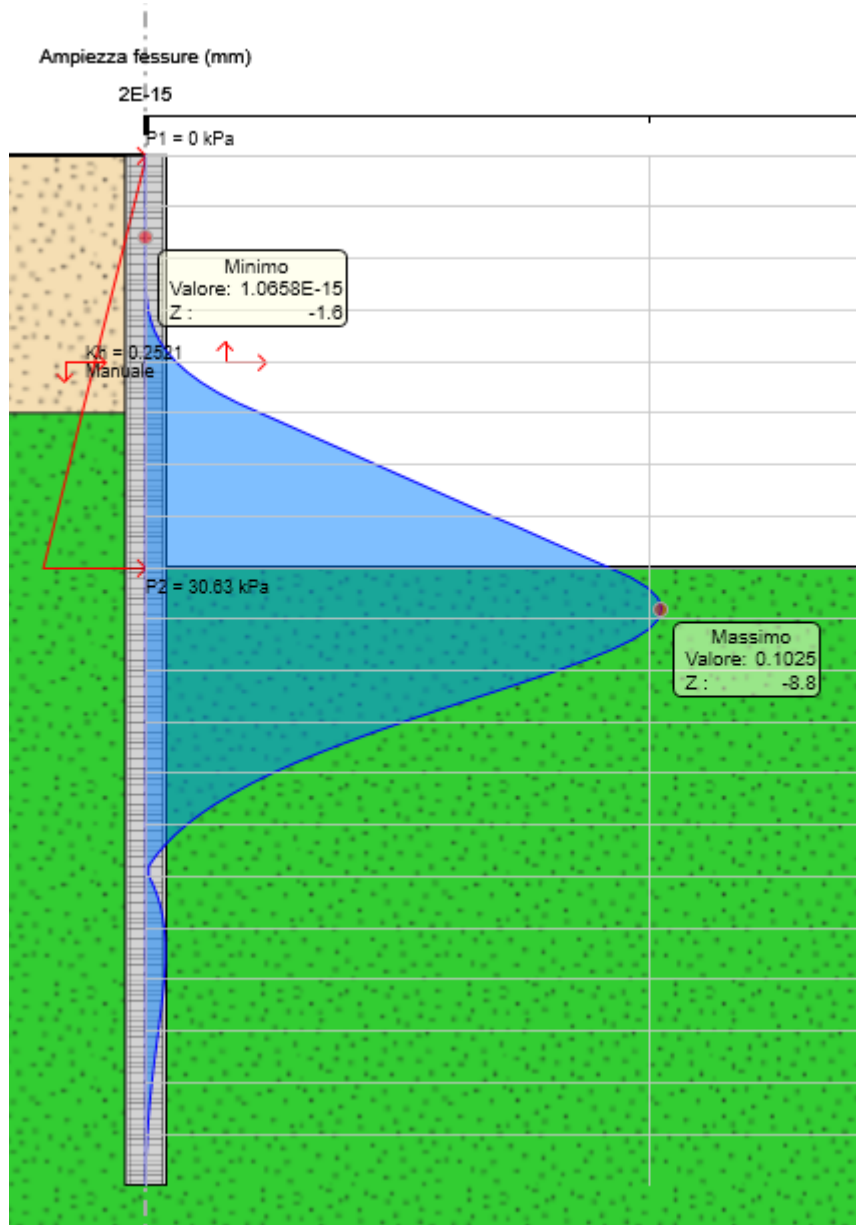 Ampiezza fessure (mm)
2E-15
P1 = 0 kPa
Minimo
Valore: 1.0658E-15
Z : -1.6
Kh = 0.2521
Manuale
P2 = 30.63 kPa
Massimo
Valore: 0.1025
Z : -8.8